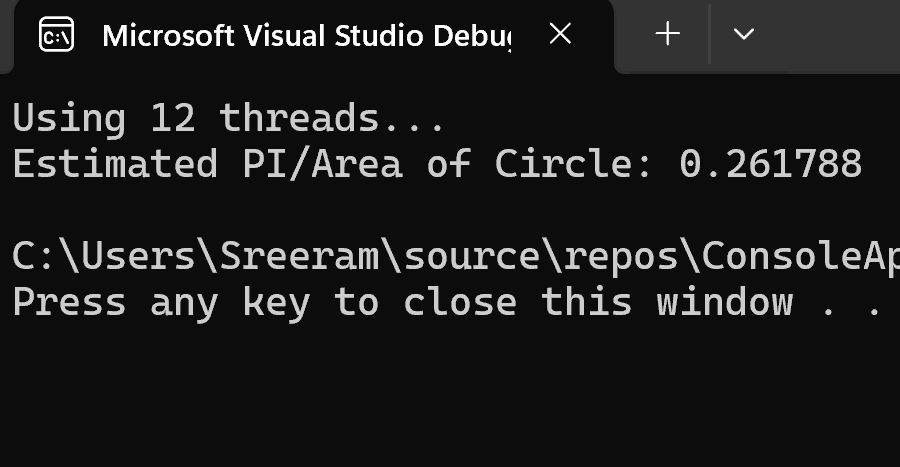 Microsoft Visual Studio Debu
Using 12 threads...
Estimated PI/Area of Circle: 0.261788
C:\Users\Sreeram\source\repos\ConsoleAp
Press any key to close this window . .